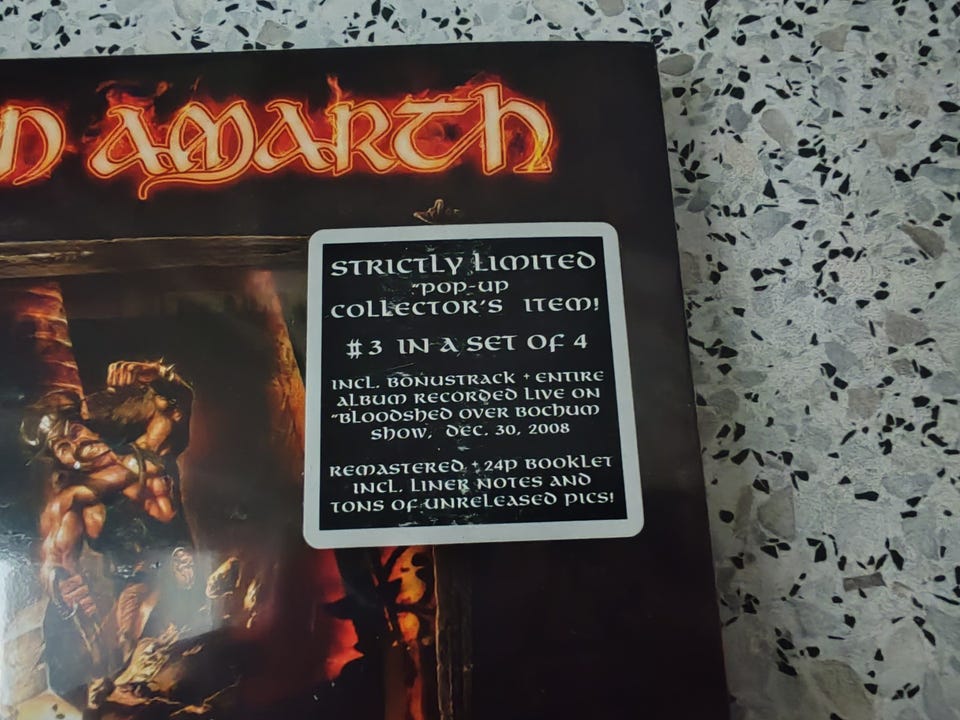 n AMARTH
STRICTLY LIMITED
"POP-UP
COLLECTOR'S ITEM!
#3 IN A SET OF 4
INCL. BONUSTRACK + ENTIRE
ALBUM RECORDED LIVE ON
"BLOODSHED OVER BOCHUM
SHOW, DEC. 30, 2008
REMASTERED + 24P BOOKLET
INCL. LINER NOTES AND
TONS OF UNRELEASED PICS!